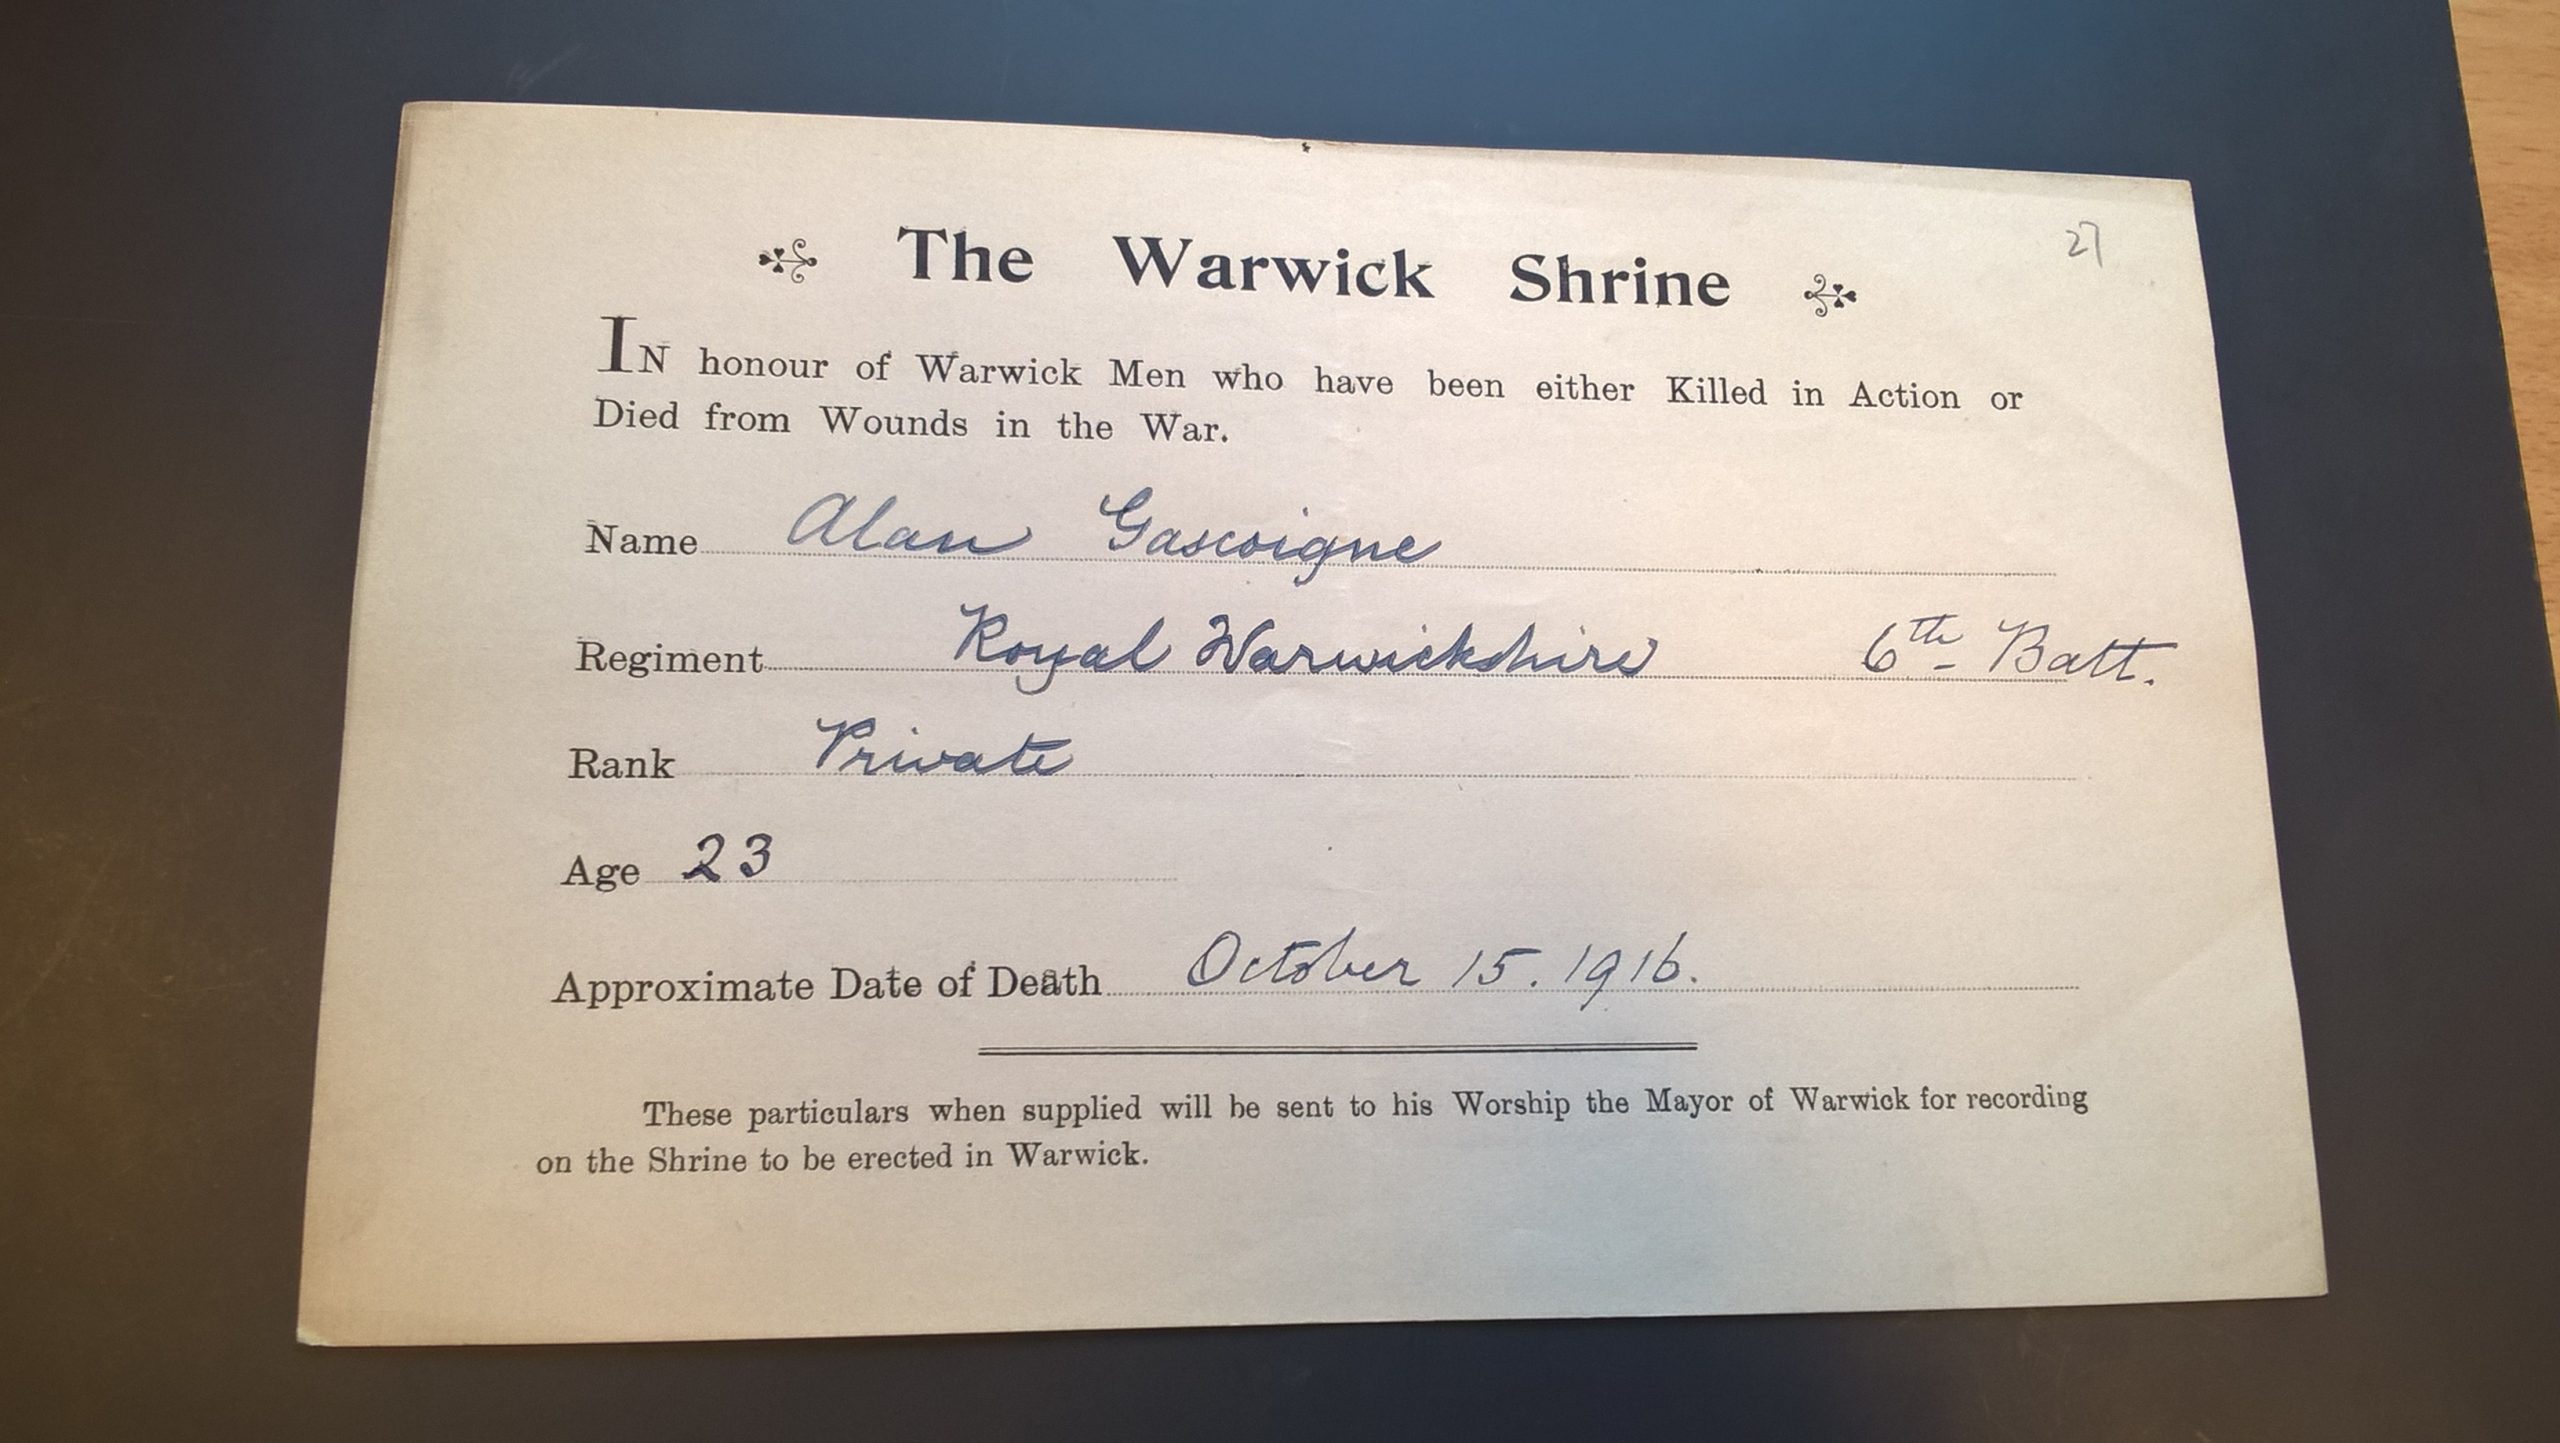 27
The Warwick Shrine
IN honour of Warwick Men who have been either Killed in Action or
Died from Wounds in the War.
Name Alan Gascoigne
Regiment Royal Warwickshire 6th Batt.
Rank Private
Age 23
Approximate Date of Death October 15. 1916.
These particulars when supplied will be sent to his Worship the Mayor of Warwick for recording
on the Shrine to be erected in Warwick.